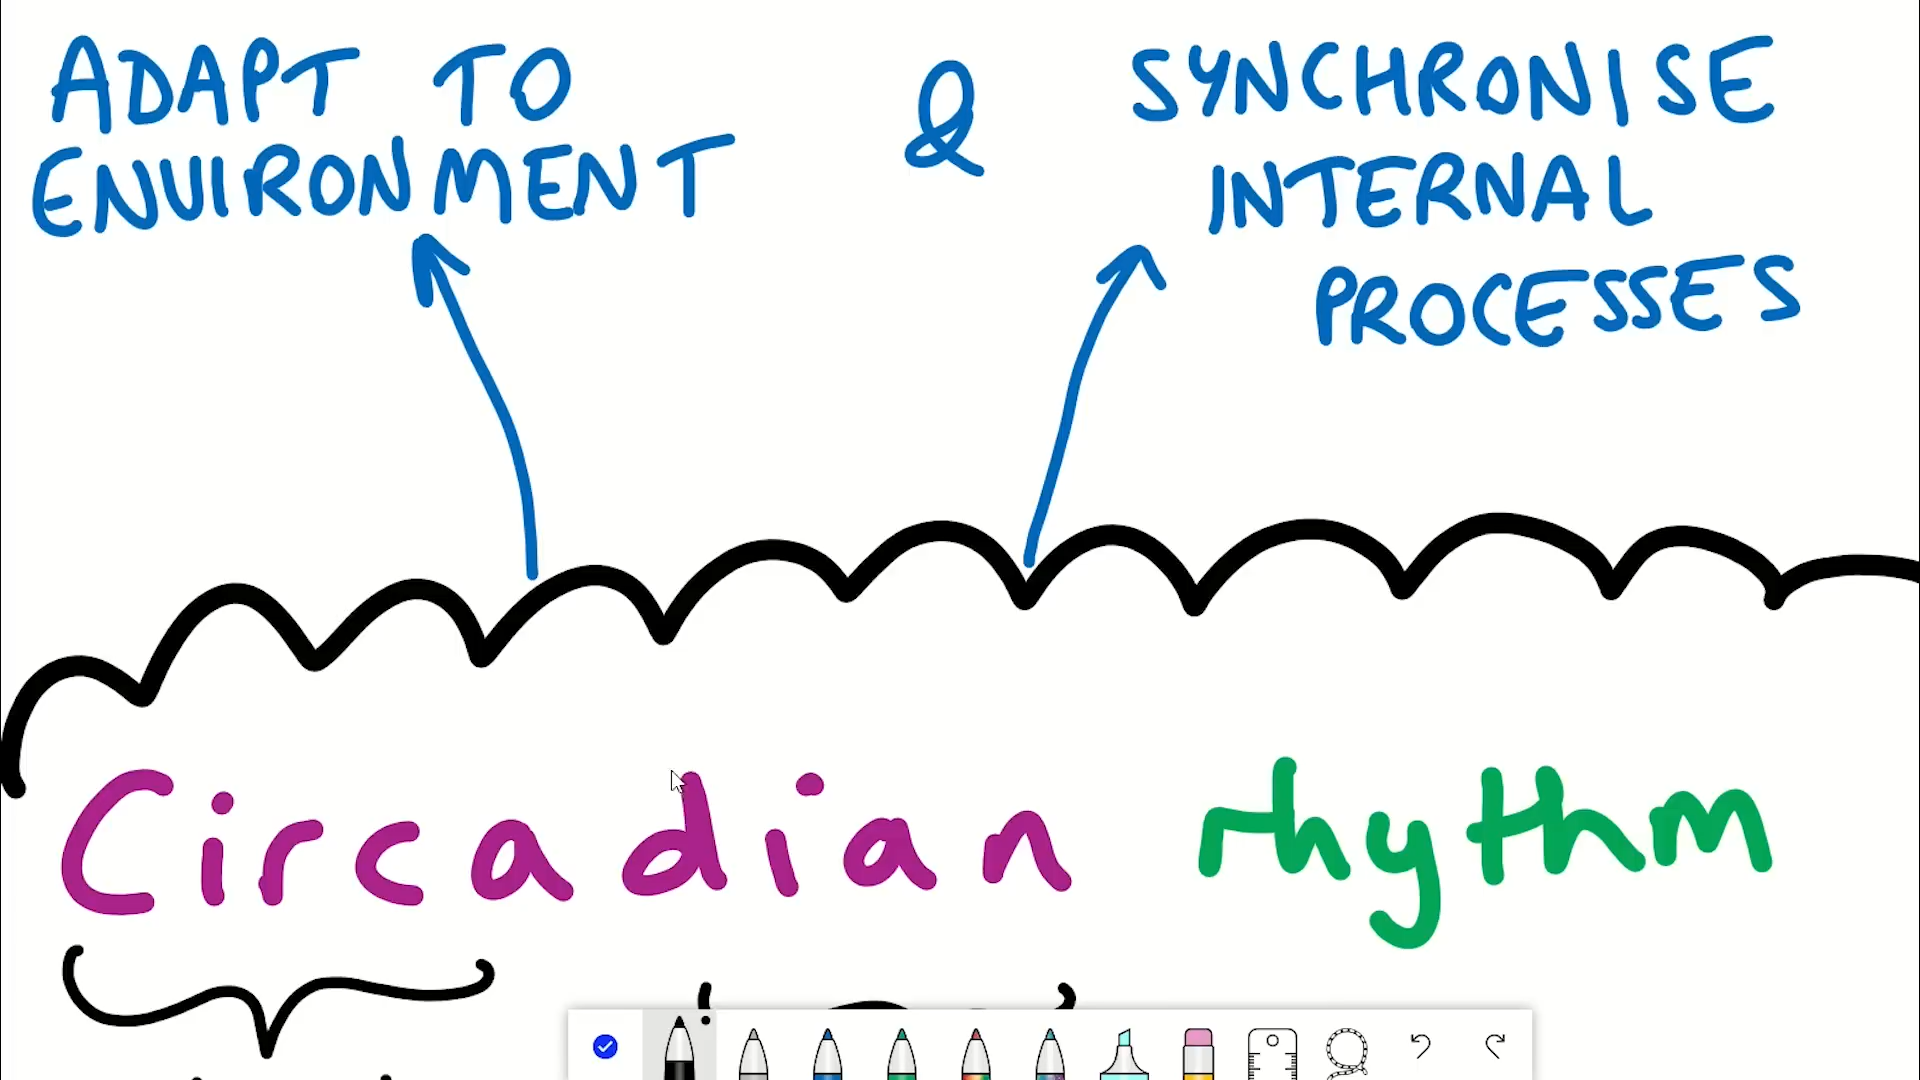 ADAPT TO
ENVIRONMENT
&
SYNCHRONISE
INTERNAL
PROCESSES
Circadian rhythm